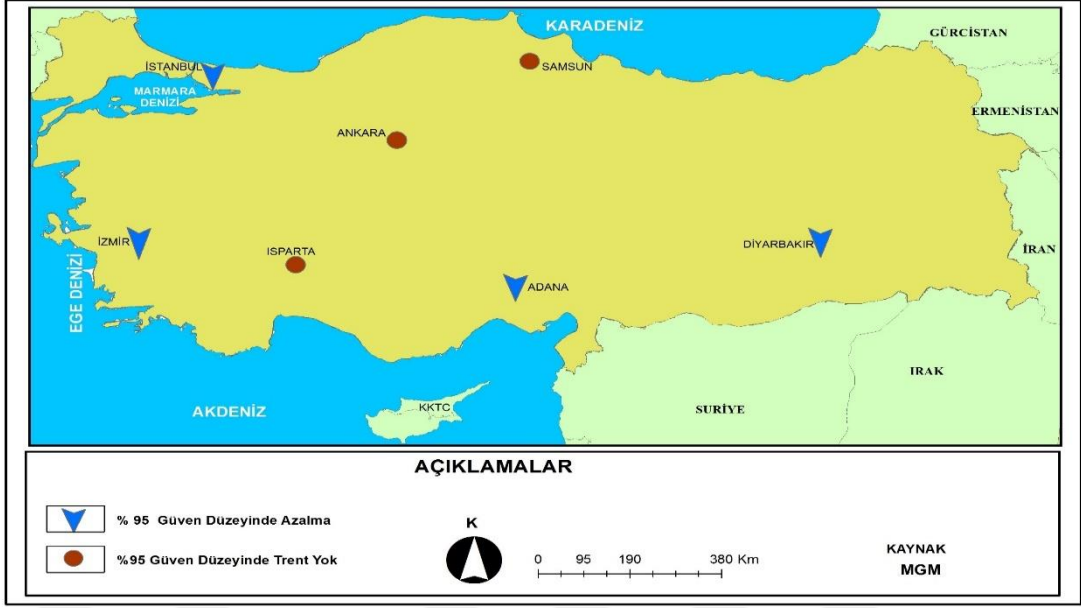 KARADENİZ
GÜRCİSTAN
İSTANBUL
SAMSUN
MARMARA
DENİZİ
ERMENİSTAN
ANKARA
İZMİR
ISPARTA
DİYARBAKIR
İRAN
EGE DENİZİ
ADANA
IRAK
AKDENİZ
KKTC
SURİYE
AÇIKLAMALAR
% 95 Güven Düzeyinde Azalma
%95 Güven Düzeyinde Trent Yok
K
0 95 190 380 Km
KAYNAK
MGM